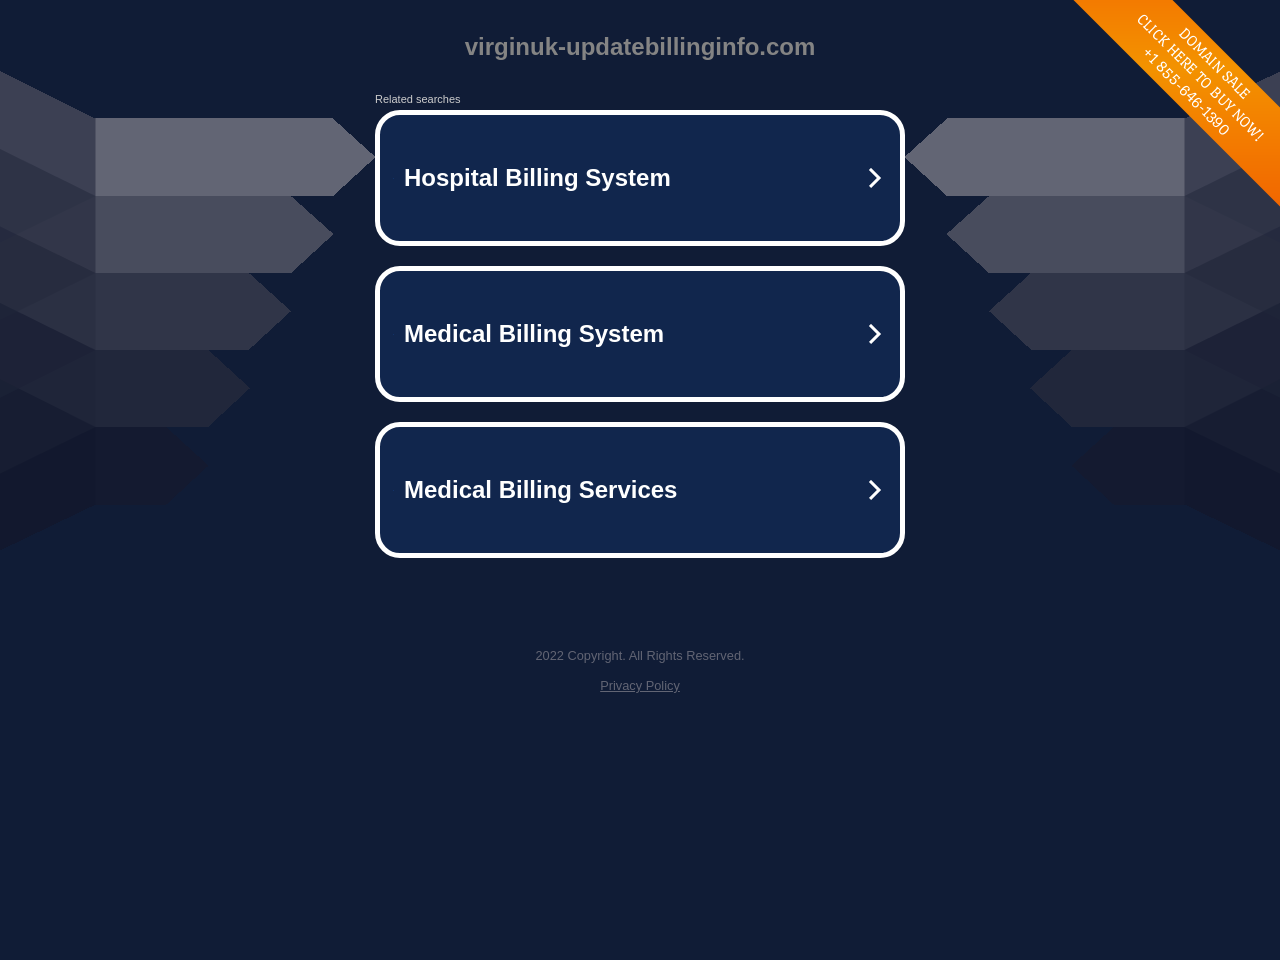 virginuk-updatebillinginfo.com
DOMAIN SALE
CLICK HERE TO BUY NOW!
+1 855-646-1390
Related searches
Hospital Billing System
Medical Billing System
Medical Billing Services
2022 Copyright. All Rights Reserved.
Privacy Policy